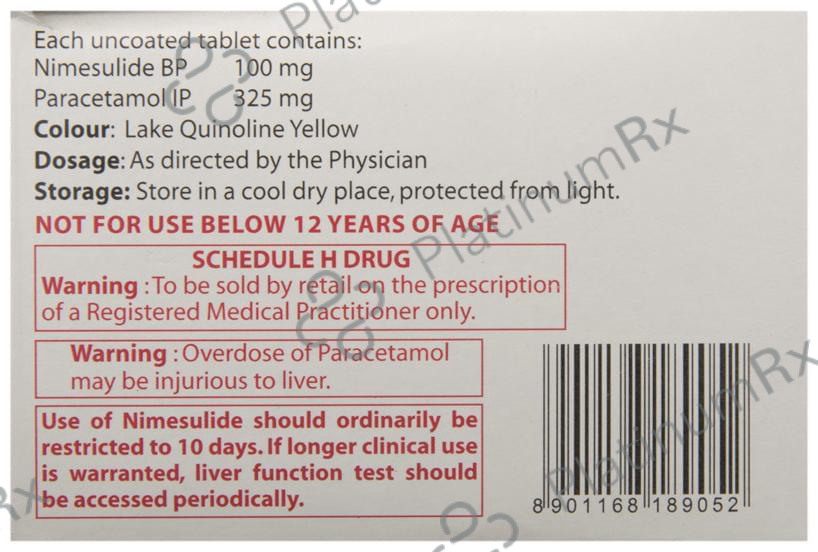 Each uncoated tablet contains:
Nimesulide BP 100 mg
Paracetamol IP 325 mg
Colour: Lake Quinoline Yellow
Dosage: As directed by the Physician
Storage: Store in a cool dry place, protected from light.
NOT FOR USE BELOW 12 YEARS OF AGE
SCHEDULE H DRUG
Warning : To be sold by retail on the prescription
of a Registered Medical Practitioner only.
Warning : Overdose of Paracetamol
may be injurious to liver.
Use of Nimesulide should ordinarily be
restricted to 10 days. If longer clinical use
is warranted, liver function test should
be accessed periodically.
8 901168 189052
PlatinumRx
PlatinumRx
PlatinumRx
Rx